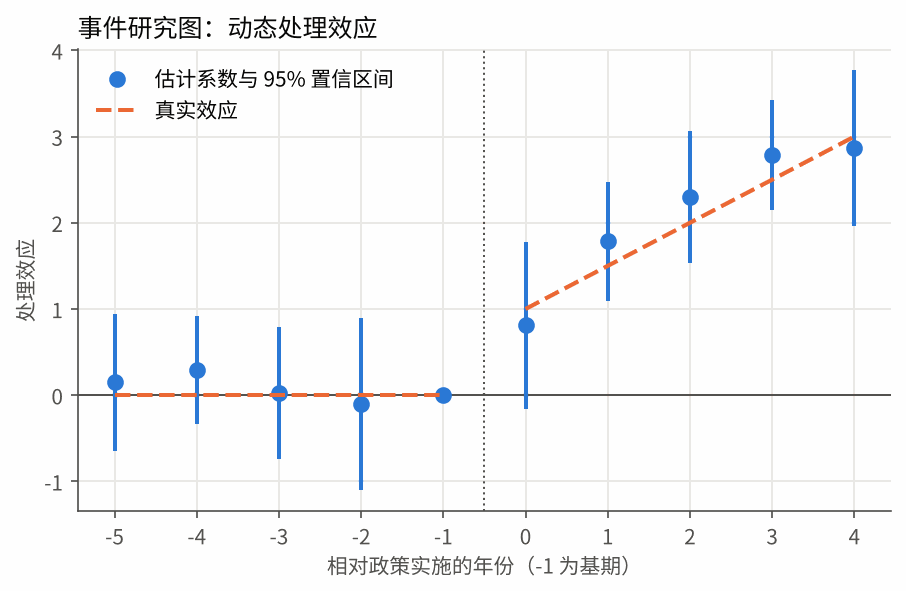 事件研究图：动态处理效应
估计系数与 95% 置信区间
真实效应
处理效应
4
3
2
1
0
-1
-5 -4 -3 -2 -1 0 1 2 3 4
相对政策实施的年份（-1 为基期）